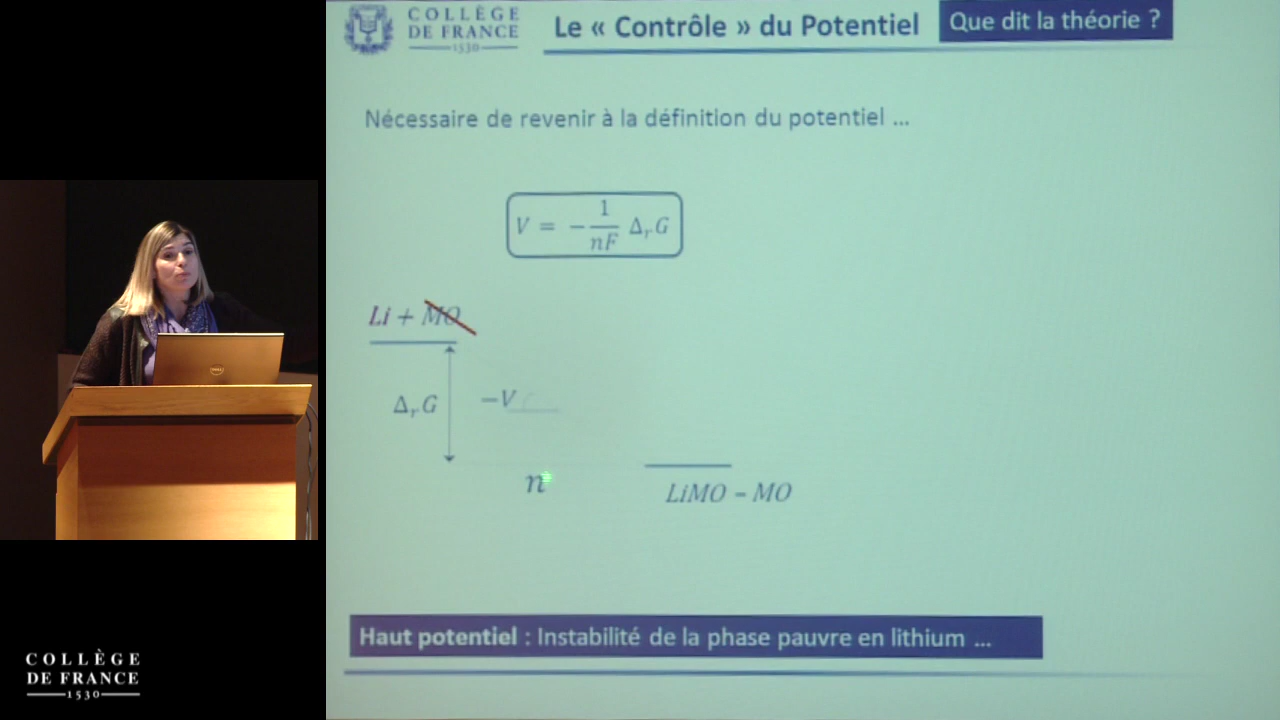 COLLÈGE
DE FRANCE
1530
Le « Contrôle » du Potentiel
Que dit la théorie ?
Nécessaire de revenir à la définition du potentiel ...
V = - 1/nF ΔrG
Li + MO
ΔrG
-V
n
LiMO – MO
Haut potentiel : Instabilité de la phase pauvre en lithium ...
DELL
COLLÈGE
DE FRANCE
1530